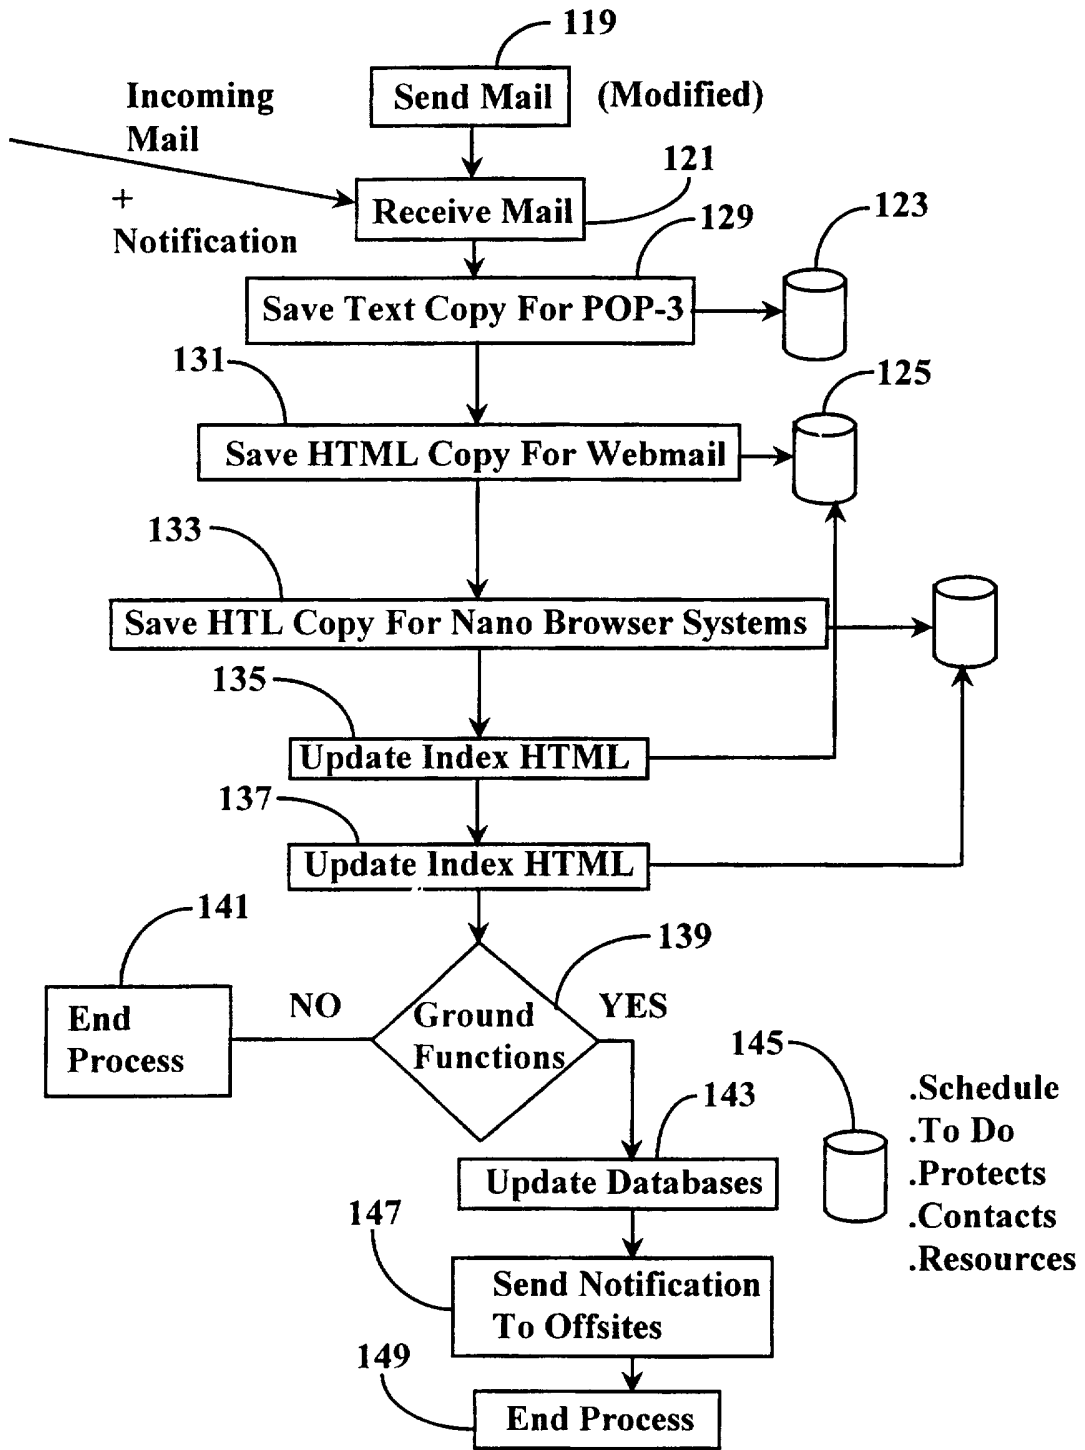 119
Send Mail (Modified)
Incoming
Mail
+
Notification
121
Receive Mail
129
123
Save Text Copy For POP-3
131
125
Save HTML Copy For Webmail
133
Save HTL Copy For Nano Browser Systems
135
Update Index HTML
137
Update Index HTML
141
139
End
Process
NO
Ground
Functions
YES
145
143
.Schedule
.To Do
.Protects
.Contacts
.Resources
Update Databases
147
Send Notification
To Offsites
149
End Process